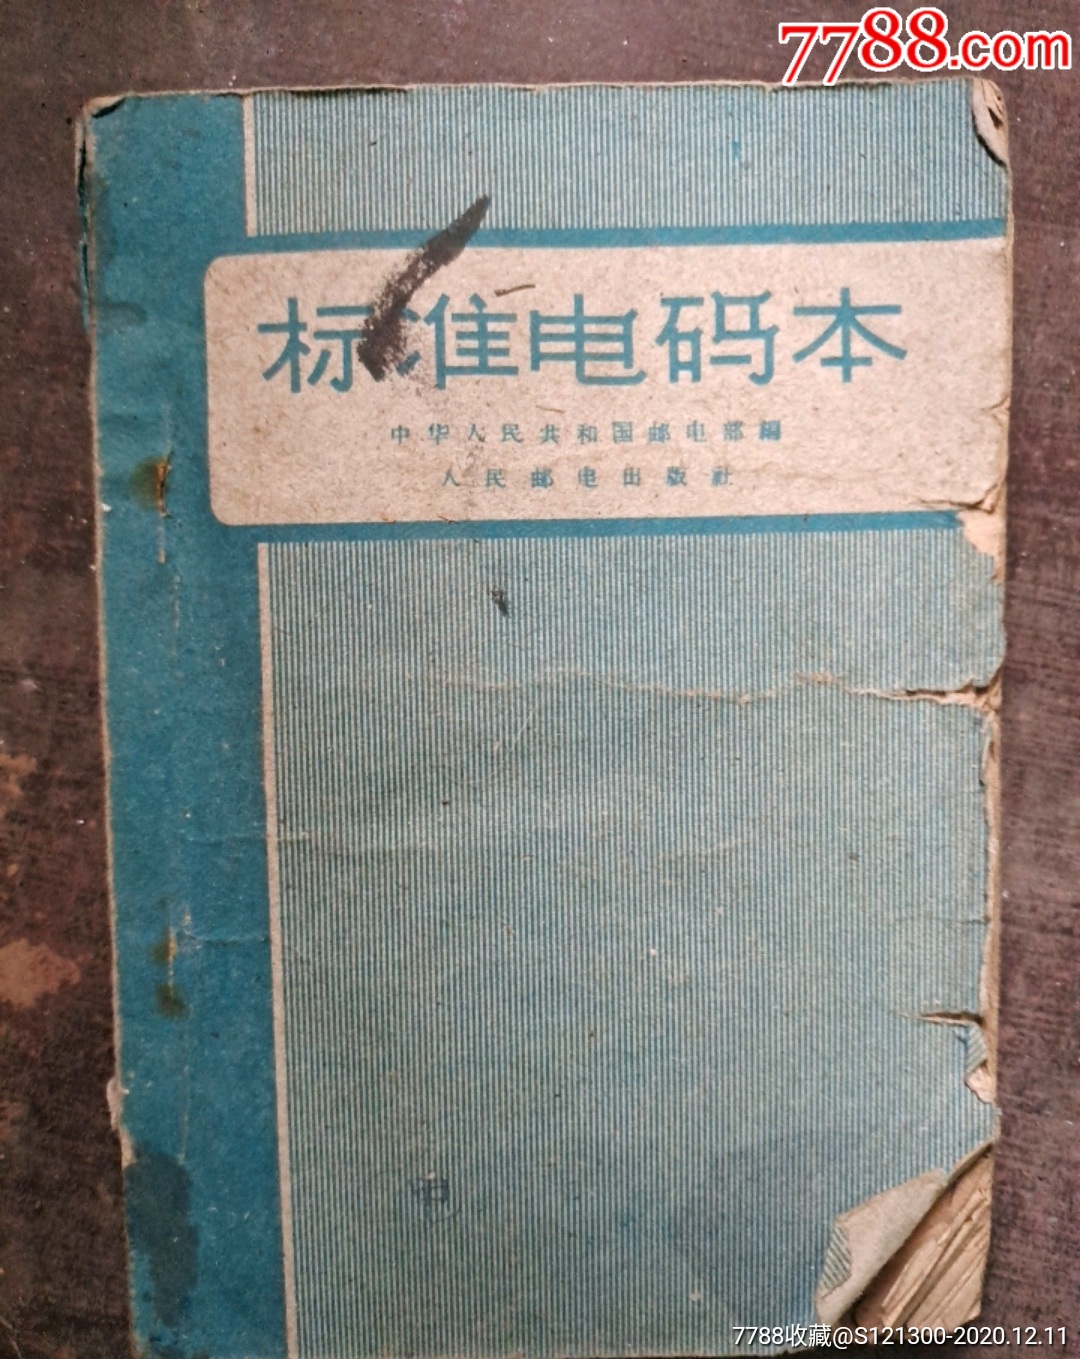 7788.com
标准电码本
中华人民共和国邮电部編
人民邮电出版社
7788收藏@S121300-2020.12.11